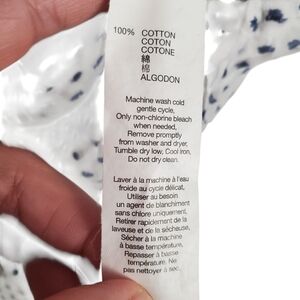 100% COTTON
COTON
COTONE
綿
棉
ALGODON
Machine wash cold
gentle cycle,
Only non-chlorine bleach
when needed,
Remove promptly
from washer and dryer,
Tumble dry low, Cool iron,
Do not dry clean.
Laver à la machine à l'eau
froide au cycle délicat,
Utiliser au besoin
un agent de blanchiment
sans chlore uniquement,
Retirer rapidement de la
laveuse et de la sécheuse,
Sécher à la machine
à basse température,
Repasser à basse
température, Ne
pas nettoyer à sec.